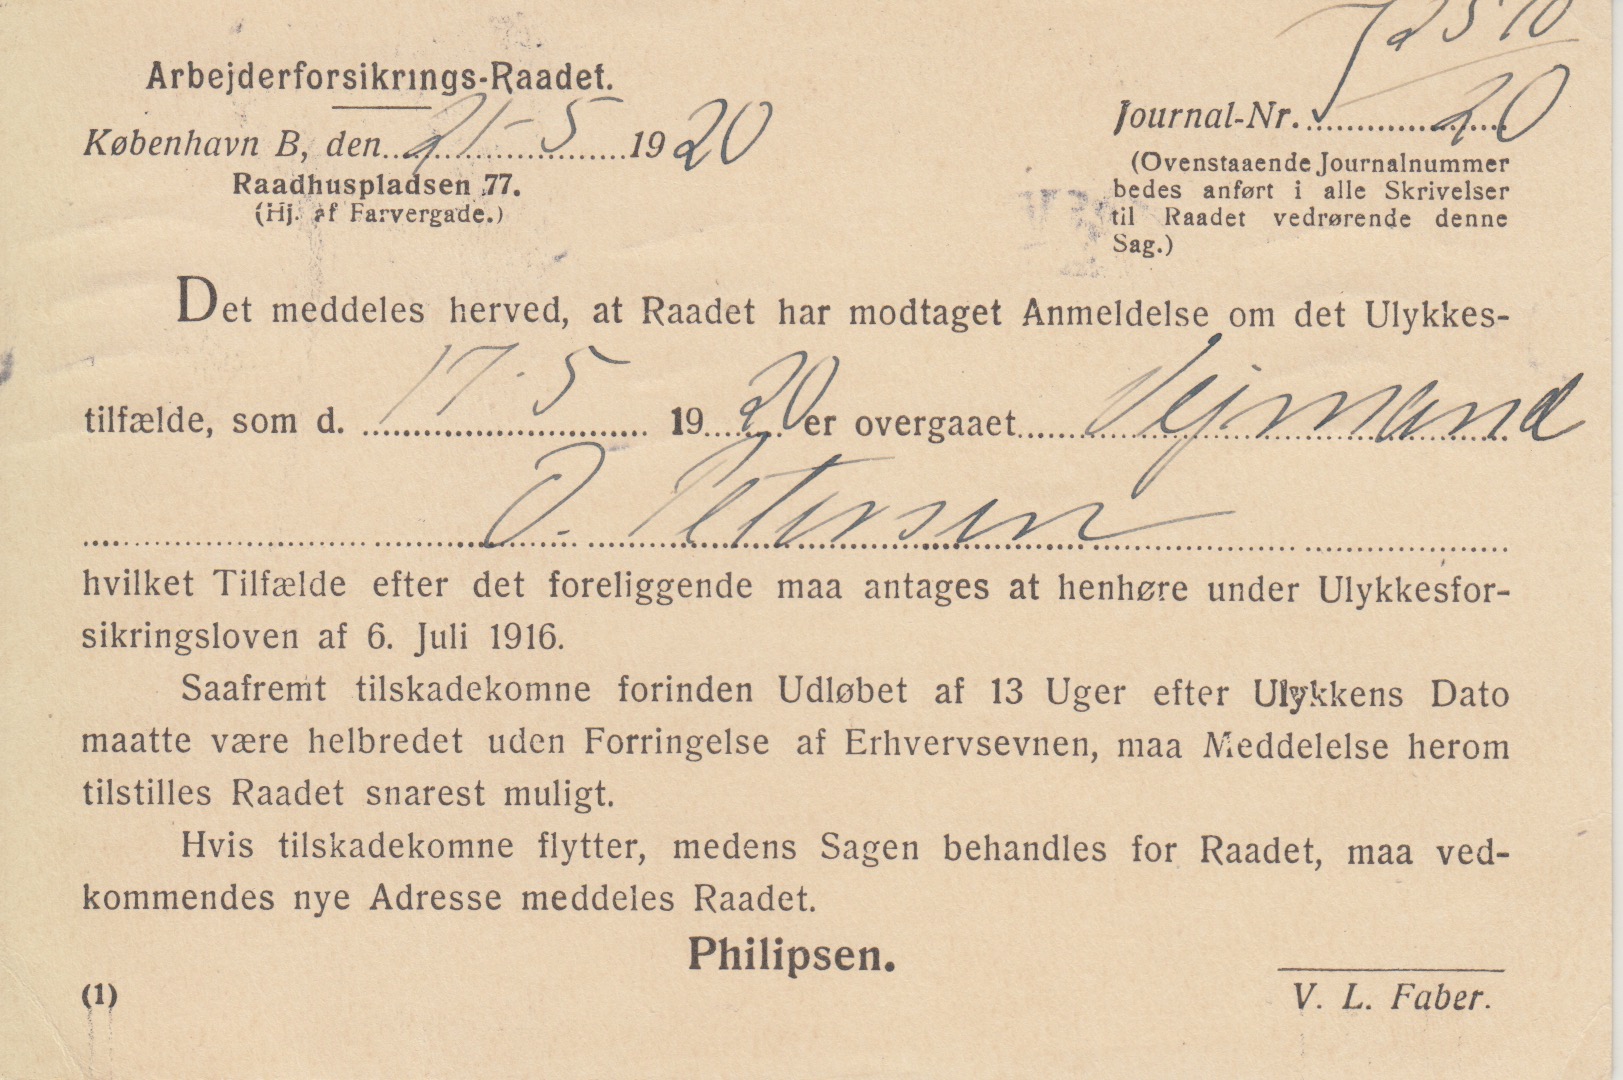 Arbejderforsikrings-Raadet.
København B, den 21-5 1920
Raadhuspladsen 77.
(Hj. af Farvergade.)
Journal-Nr. 20
(Ovenstaaende Journalnummer
bedes anført i alle Skrivelser
til Raadet vedrørende denne
Sag.)
Det meddeles herved, at Raadet har modtaget Anmeldelse om det Ulykkes-
tilfælde, som d. 17.5 1920 er overgaaet Vejmand
O. Petersen
hvilket Tilfælde efter det foreliggende maa antages at henhøre under Ulykkesfor-
sikringsloven af 6. Juli 1916.
Saafremt tilskadekomne forinden Udløbet af 13 Uger efter Ulykkens Dato
maatte være helbredet uden Forringelse af Erhvervsevnen, maa Meddelelse herom
tilstilles Raadet snarest muligt.
Hvis tilskadekomne flytter, medens Sagen behandles for Raadet, maa ved-
kommendes nye Adresse meddeles Raadet.
Philipsen.
V. L. Faber.
(1)